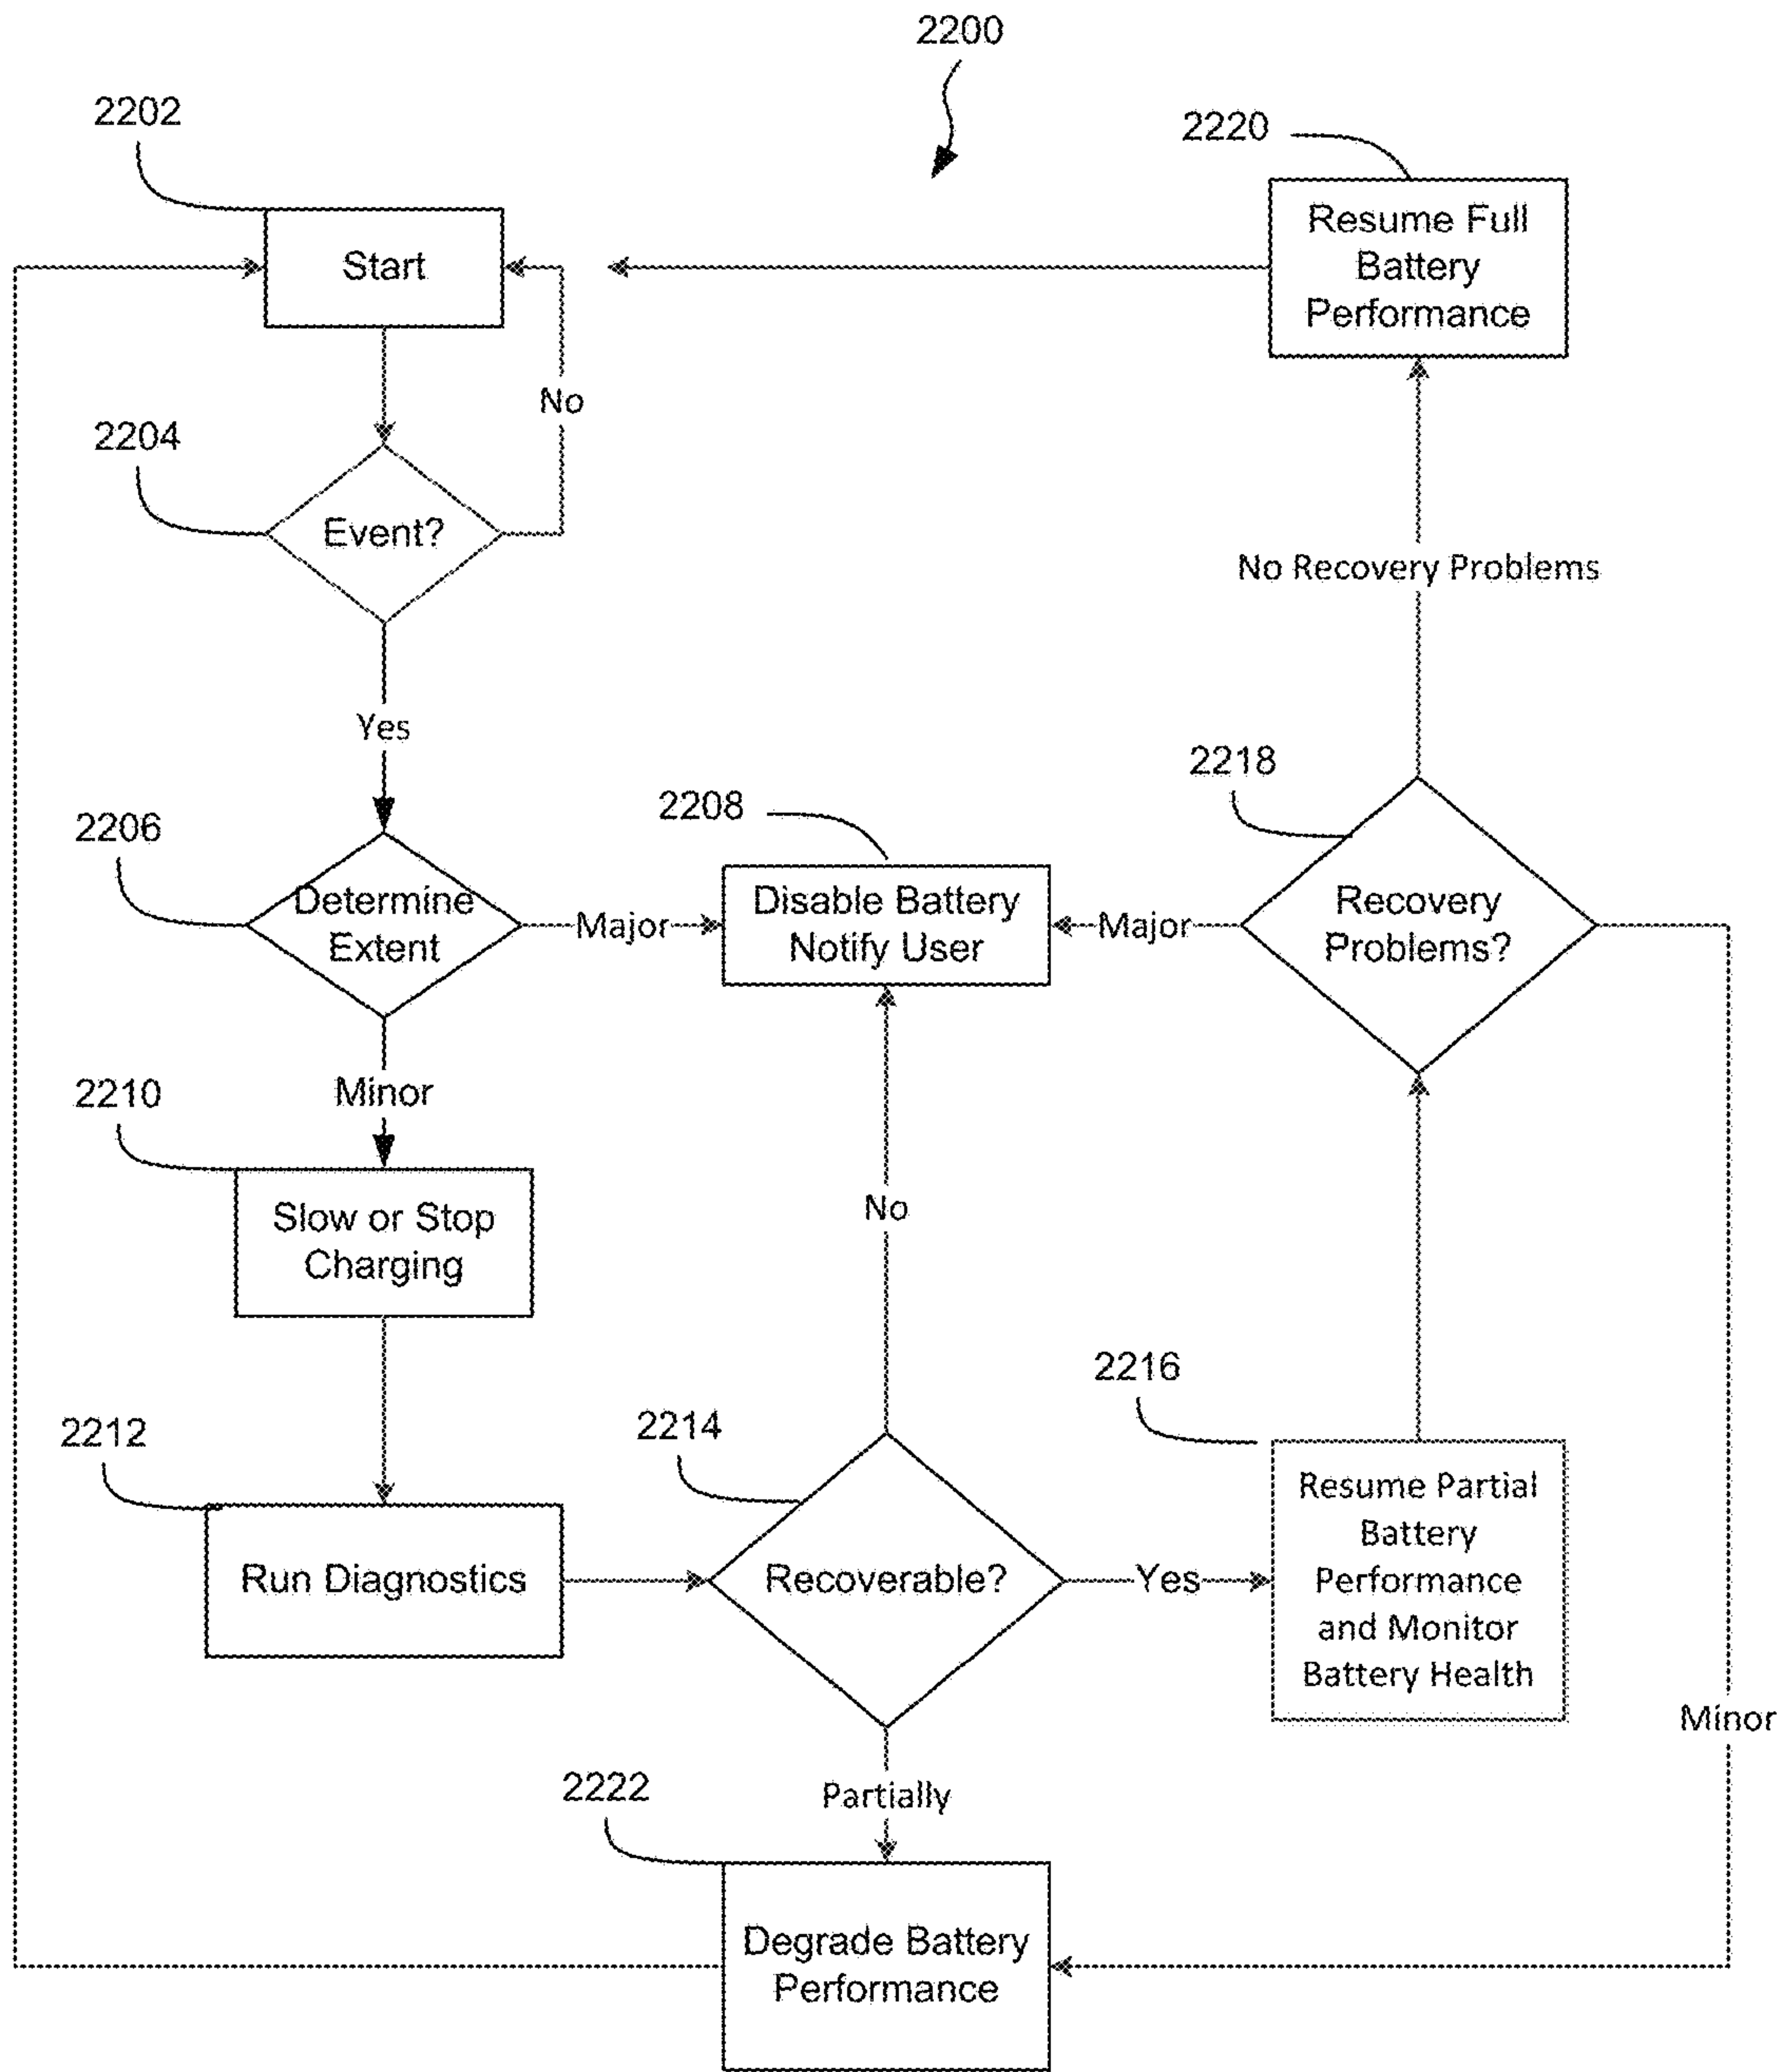 2200
2202
2220
Start
Resume Full
Battery
Performance
No
2204
Event?
No Recovery Problems
Yes
2218
2208
2206
Determine
Extent
Major
Disable Battery
Notify User
Major
Recovery
Problems?
2210
Minor
No
Slow or Stop
Charging
2216
2212
2214
Resume Partial
Battery
Performance
and Monitor
Battery Health
Run Diagnostics
Recoverable?
Yes
Minor
2222
Partially
Degrade Battery
Performance